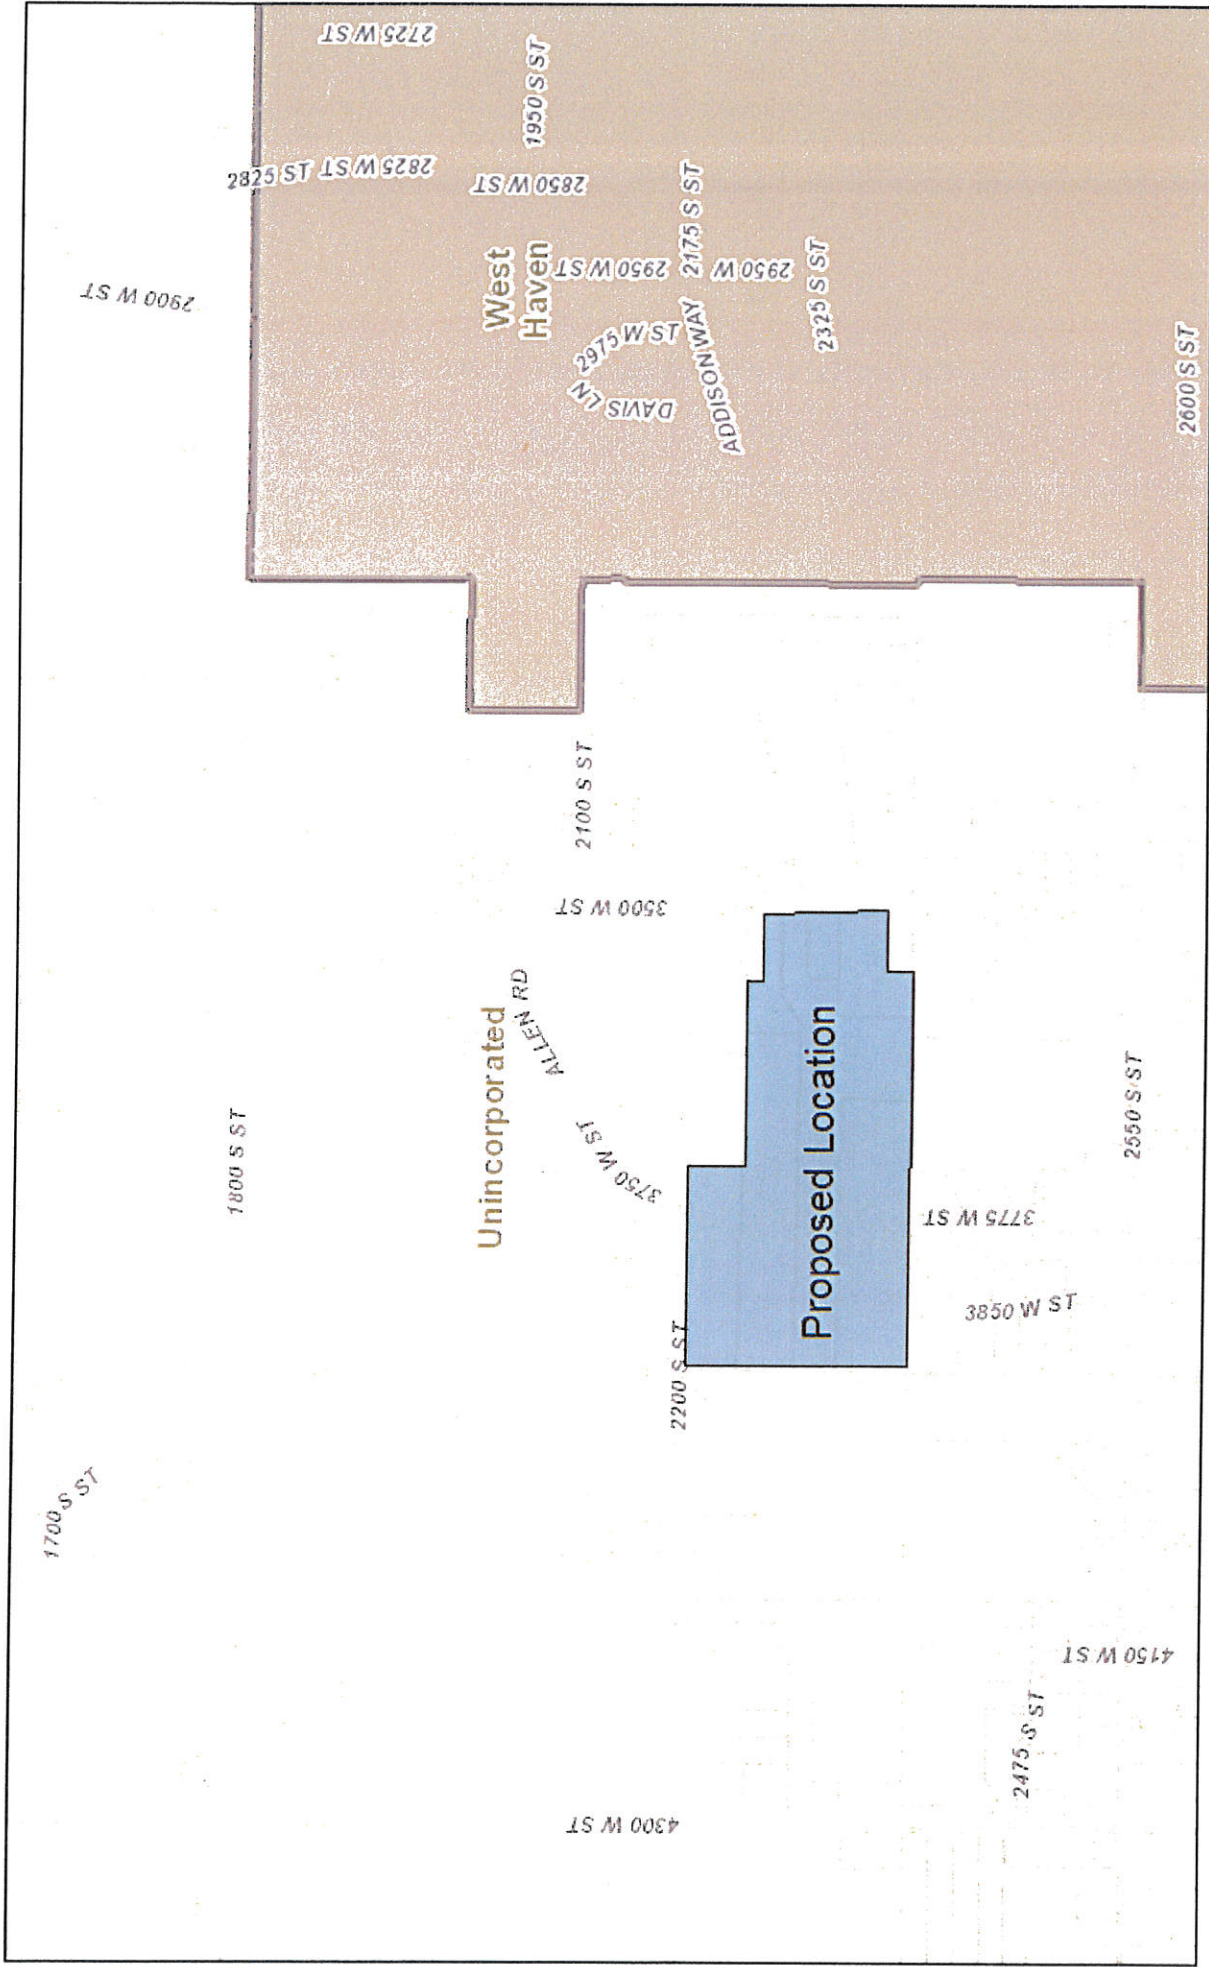 1700 S ST
2900 W ST
1800 S ST
2825 ST
2825 W ST
2725 W ST
Unincorporated
West
Haven
2850 W ST
1950 S ST
ALLEN RD
3750 W ST
3500 W ST
2100 S ST
4300 W ST
2975 W ST
DAVIS LN
2950 W ST
2200 S ST
2175 S ST
ADDISON WAY
2950 W
Proposed Location
2325 S ST
3775 W ST
3850 W ST
2475 S ST
4150 W ST
2550 S ST
2600 S ST